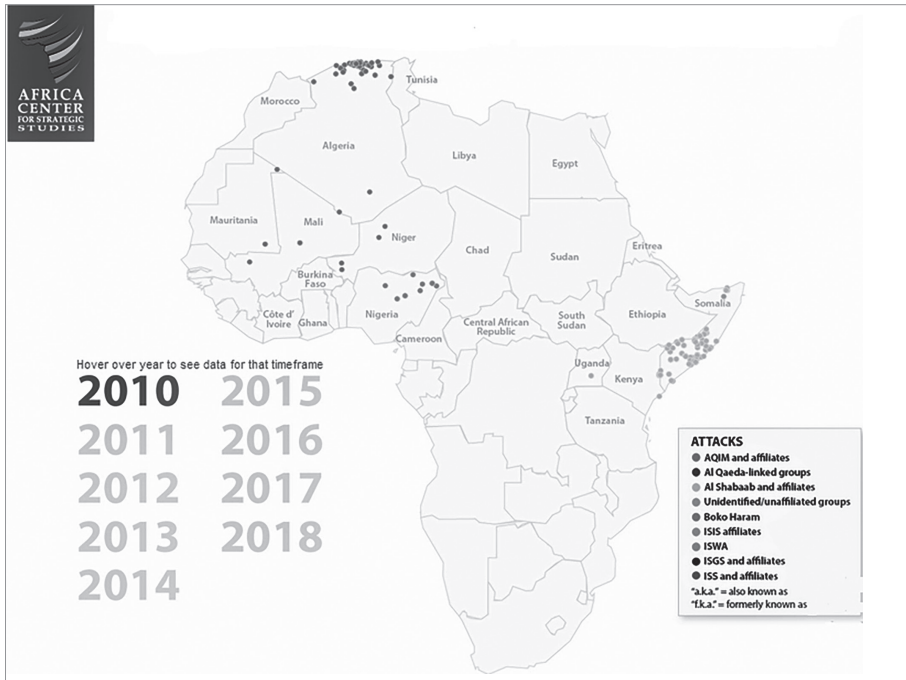 AFRICA
CENTER
FOR STRATEGIC
STUDIES
Tunisia
Morocco
Algeria
Libya
Egypt
Mauritania
Mali
Niger
Chad
Sudan
Eritrea
Burkina
Faso
Nigeria
Côte d'
Ivoire
Ghana
Cameroon
Central African
Republic
South
Sudan
Ethiopia
Somalia
Uganda
Kenya
Tanzania
Hover over year to see data for that timeframe
2010 2015
2011 2016
2012 2017
2013 2018
2014
ATTACKS
AQIM and affiliates
Al Qaeda-linked groups
Al Shabaab and affiliates
Unidentified/unaffiliated groups
Boko Haram
ISIS affiliates
ISWA
ISGS and affiliates
ISS and affiliates
"a.k.a." = also known as
"f.k.a." = formerly known as